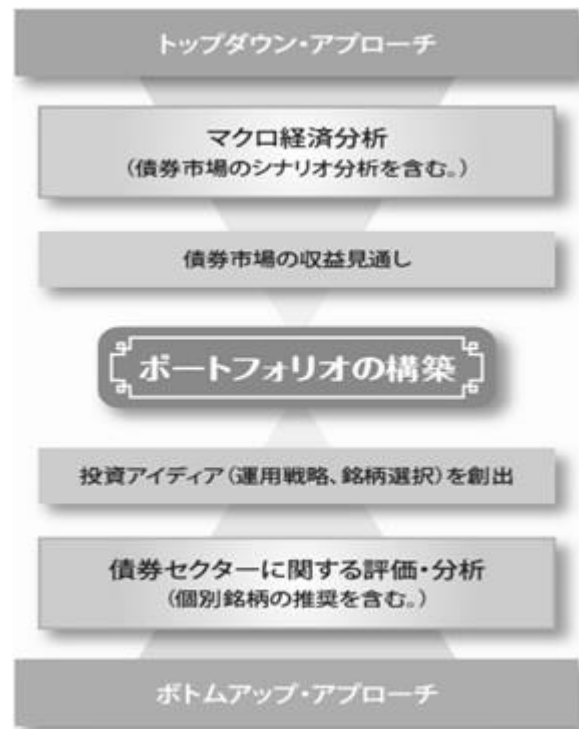 トップダウン・アプローチ
マクロ経済分析
(債券市場のシナリオ分析を含む。)
債券市場の収益見通し
ポートフォリオの構築
投資アイディア(運用戦略、銘柄選択)を創出
債券セクターに関する評価・分析
(個別銘柄の推奨を含む。)
ボトムアップ・アプローチ